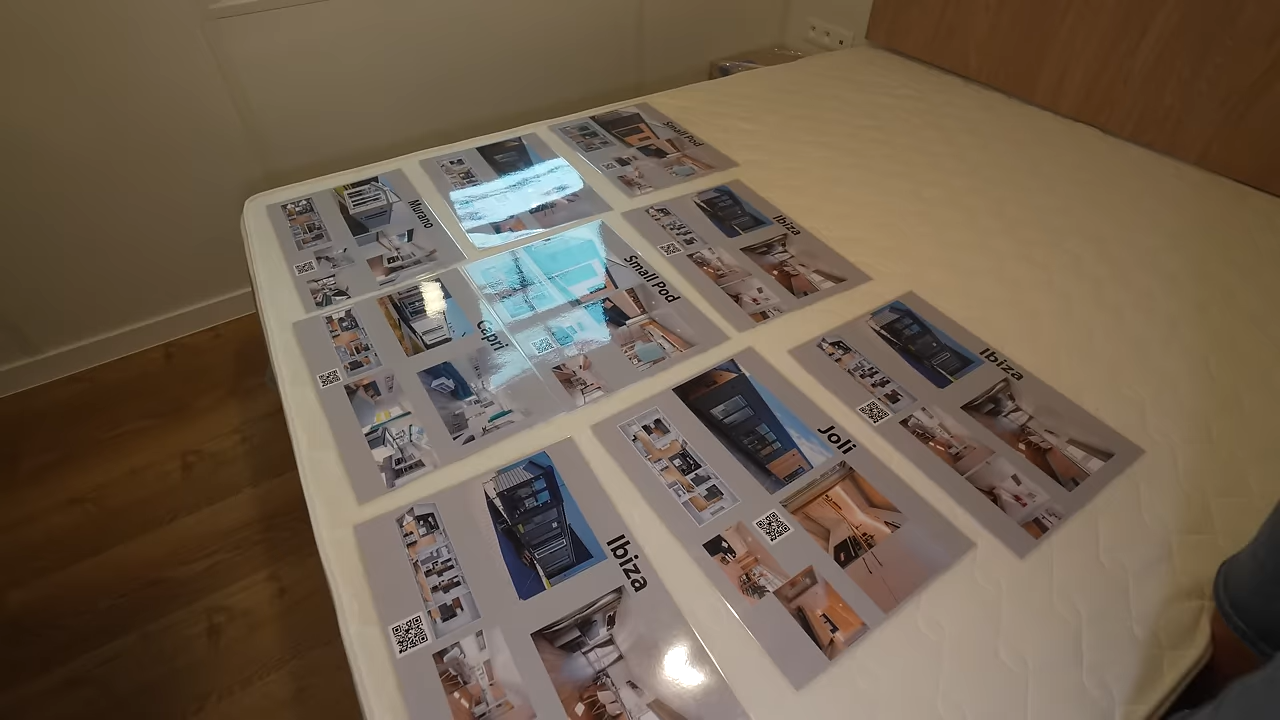 Small Pod
Murano
Ibiza
Small Pod
Capri
Ibiza
Joli
Ibiza